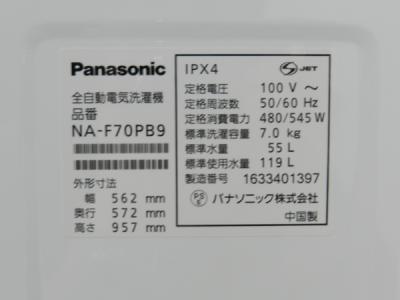 Panasonic
全自動電気洗濯機
品番
NA-F70PB9
外形寸法
幅 562 mm
奥行 572 mm
高さ 957 mm
IPX4
S JET
定格電圧 100 V ～
定格周波数 50/60 Hz
定格消費電力 480/545 W
標準洗濯容量 7.0 kg
標準水量 55 L
標準使用水量 119 L
製造番号 1633401397
PS E パナソニック株式会社
中国製